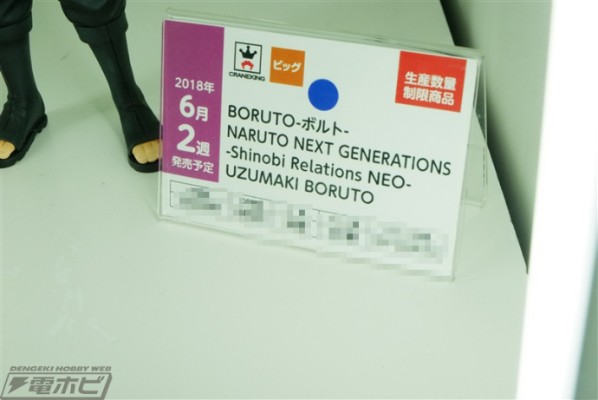 2018年
6月
2週
発売予定
CRANEKING
ビッグ
生産数量
制限商品
BORUTO-ボルト-
NARUTO NEXT GENERATIONS
-Shinobi Relations NEO-
UZUMAKI BORUTO
DENGEKI HOBBY WEB
電ホビ